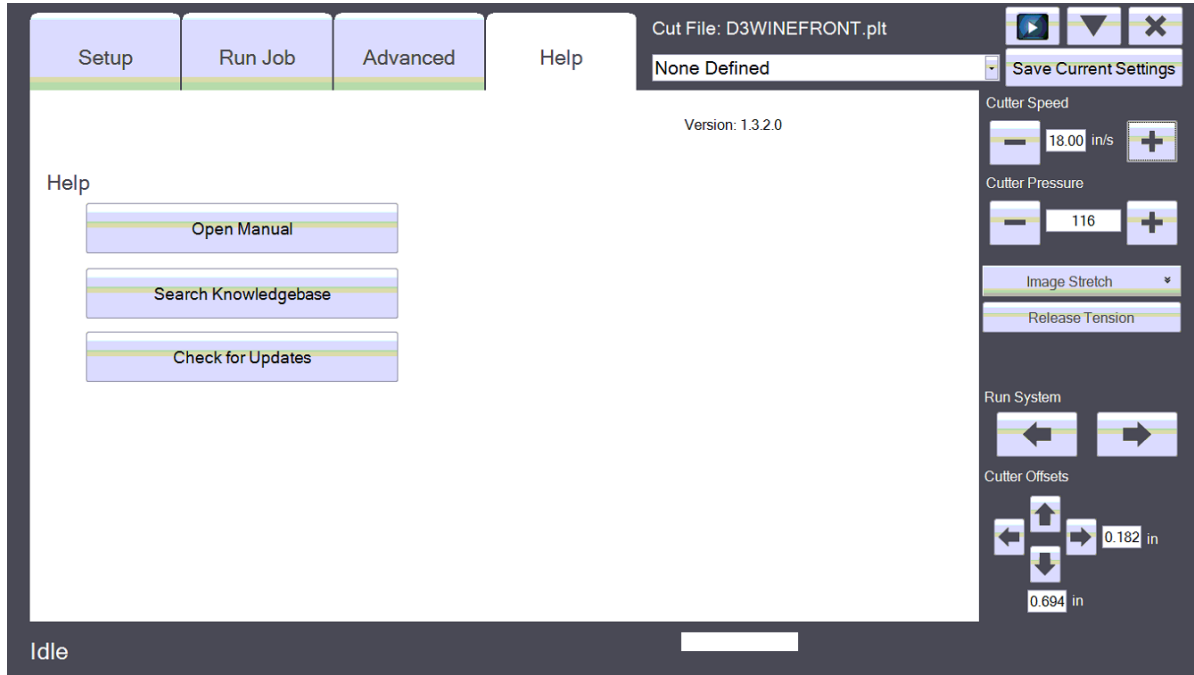 Setup
Run Job
Advanced
Help
Cut File: D3WINEFRONT.plt
None Defined
Save Current Settings
Version: 1.3.2.0
Help
Open Manual
Search Knowledgebase
Check for Updates
Cutter Speed
18.00 in/s
Cutter Pressure
116
Image Stretch
Release Tension
Run System
Cutter Offsets
0.182 in
0.694 in
Idle